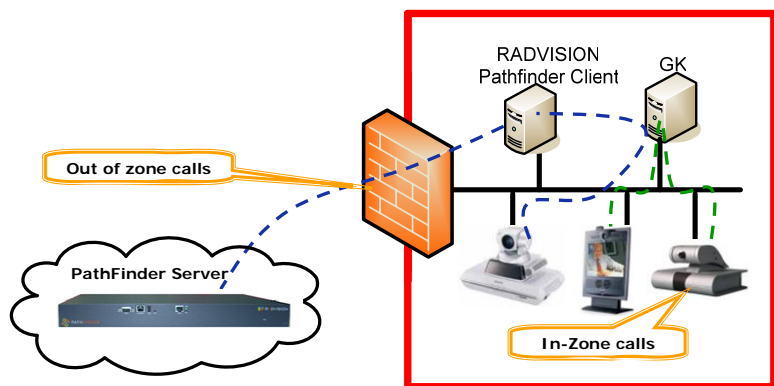 RADVISION
Pathfinder Client
GK
Out of zone calls
PathFinder Server
In-Zone calls